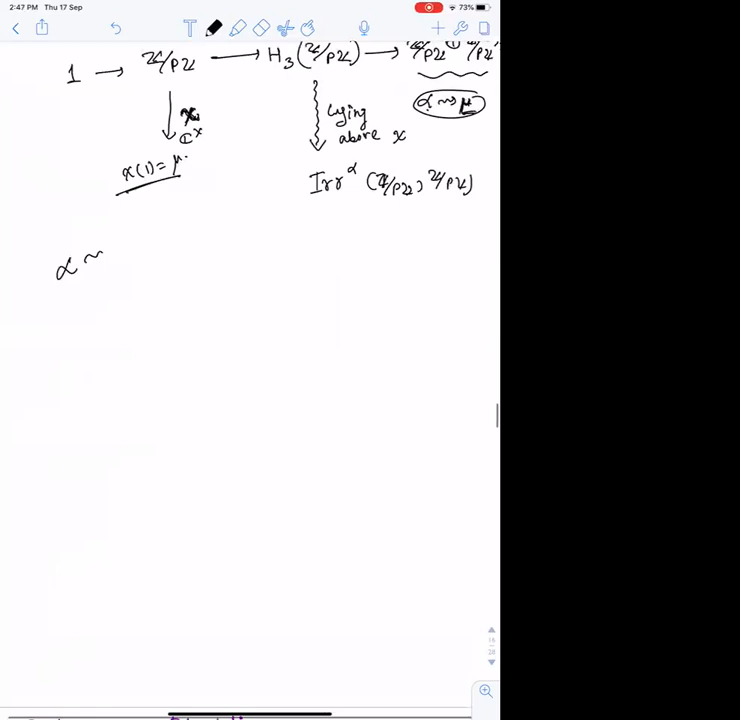 2:47 PM Thu 17 Sep 73%
1 → ℤ/pℤ → H₃(ℤ/pℤ) → ℤ/pℤ ⊕ ℤ/pℤ
χ
ℂˣ
lying above χ
α ⇝ μ
χ(1) = μ
Irr^α (ℤ/pℤ, ℤ/pℤ)
α ~